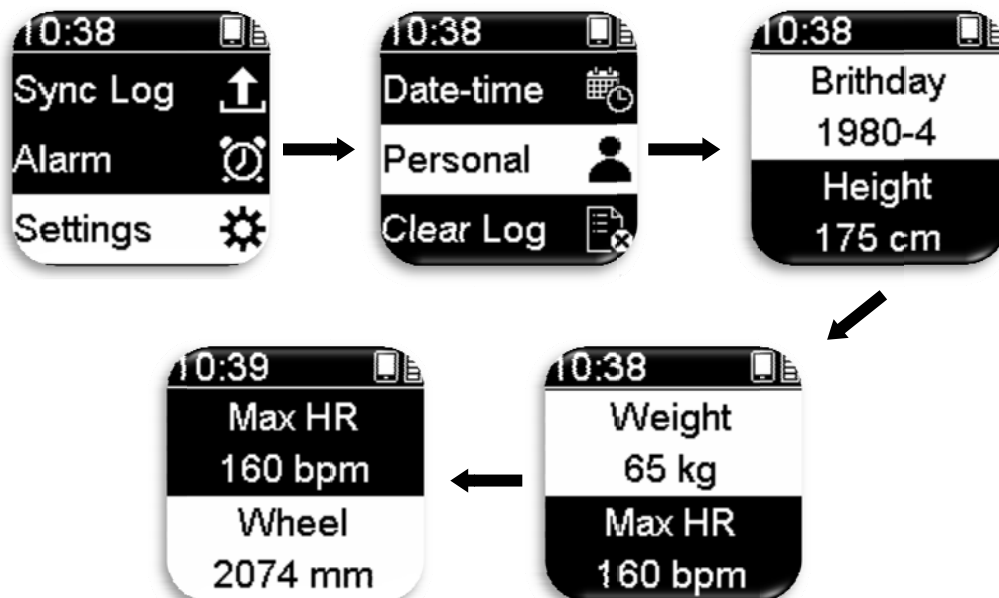 10:38
Sync Log
Alarm
Settings
10:38
Date-time
Personal
Clear Log
10:38
Brithday
1980-4
Height
175 cm
10:38
Weight
65 kg
Max HR
160 bpm
10:39
Max HR
160 bpm
Wheel
2074 mm